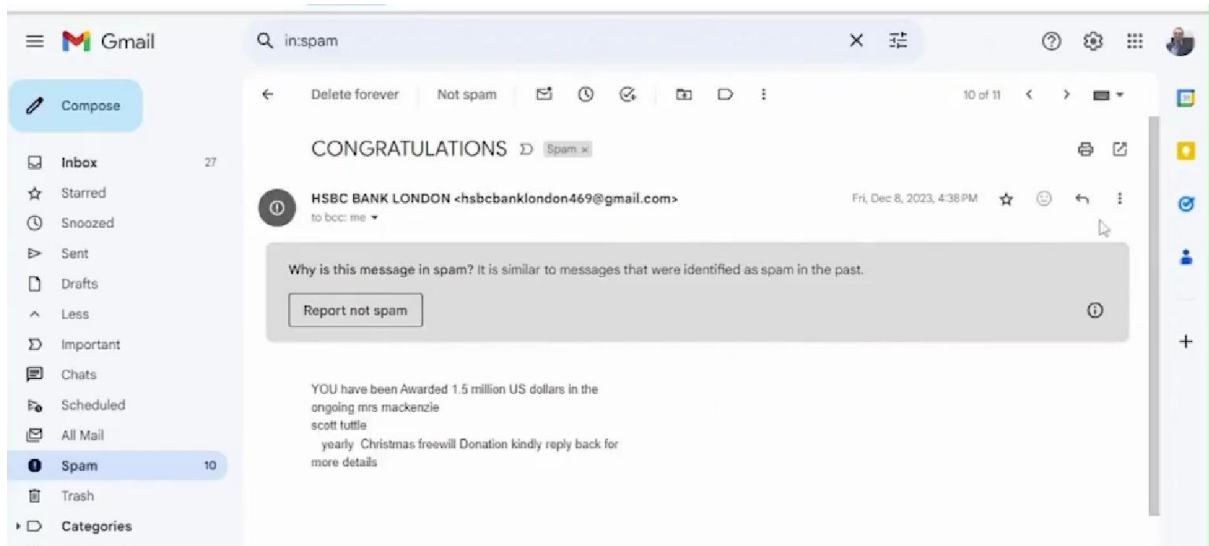 Gmail
in:spam
Compose
Delete forever
Not spam
10 of 11
CONGRATULATIONS
Spam ×
Inbox 27
Starred
Snoozed
Sent
Drafts
Less
Important
Chats
Scheduled
All Mail
Spam 10
Trash
Categories
HSBC BANK LONDON <hsbcbanklondon469@gmail.com>
Fri, Dec 8, 2023, 4:38 PM
to bcc: me
Why is this message in spam? It is similar to messages that were identified as spam in the past.
Report not spam
YOU have been Awarded 1.5 million US dollars in the
ongoing mrs mackenzie
scott tuttle
yearly Christmas freewill Donation kindly reply back for
more details